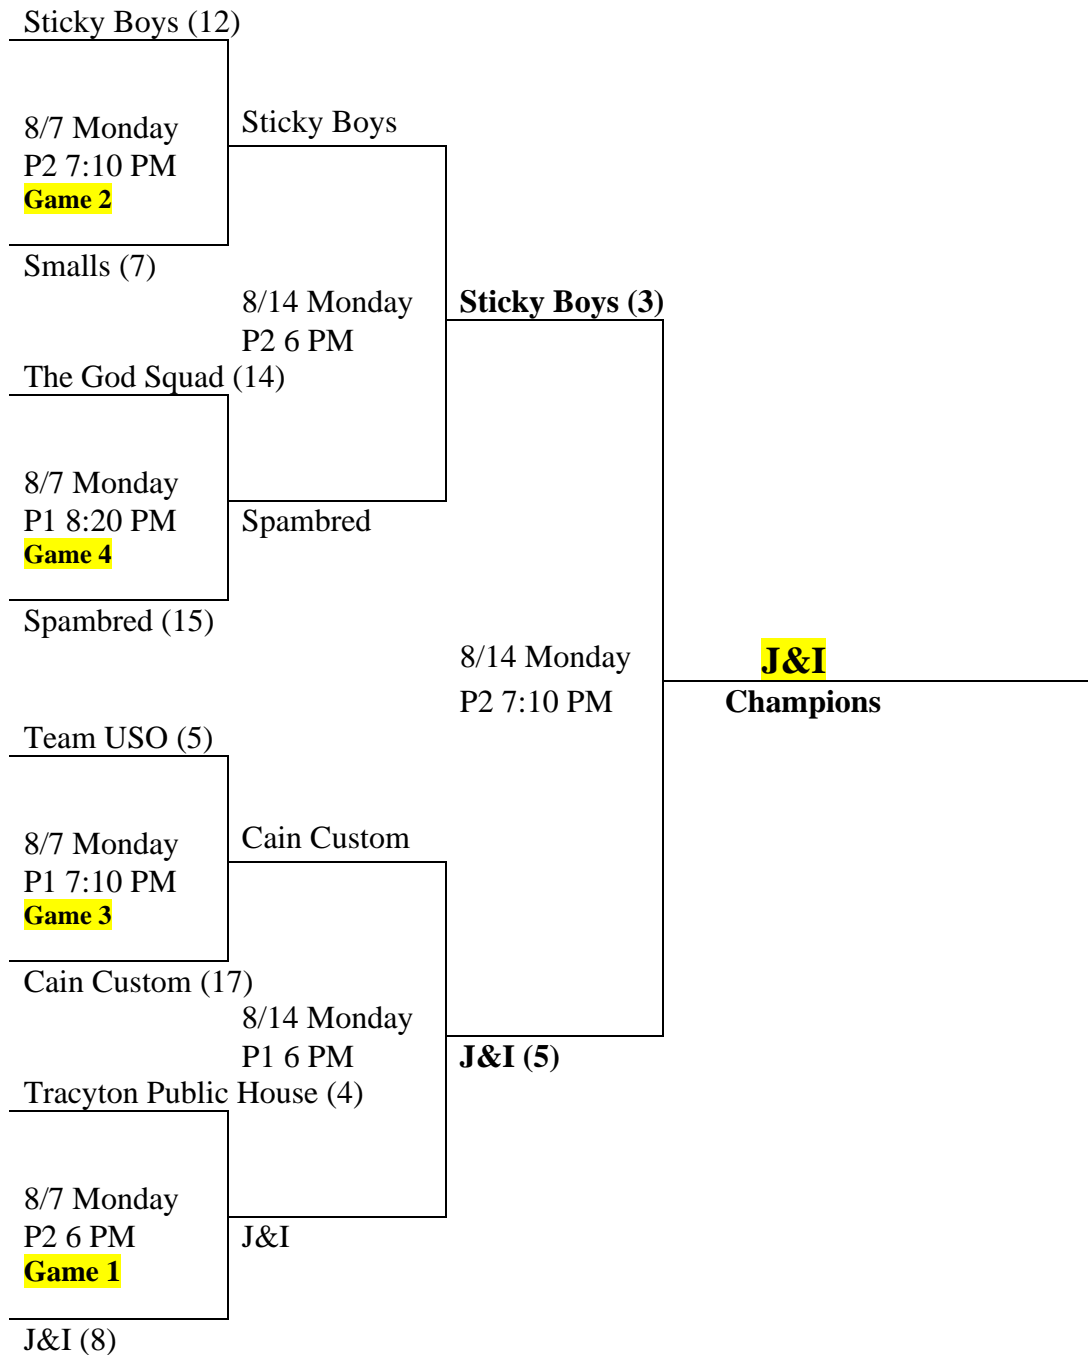 Sticky Boys (12)
8/7 Monday
P2 7:10 PM
Game 2
Smalls (7)
Sticky Boys
8/14 Monday
P2 6 PM
Sticky Boys (3)
The God Squad (14)
8/7 Monday
P1 8:20 PM
Game 4
Spambred (15)
Spambred
8/14 Monday
P2 7:10 PM
J&I
Champions
Team USO (5)
8/7 Monday
P1 7:10 PM
Game 3
Cain Custom (17)
Cain Custom
8/14 Monday
P1 6 PM
J&I (5)
Tracyton Public House (4)
8/7 Monday
P2 6 PM
Game 1
J&I (8)
J&I